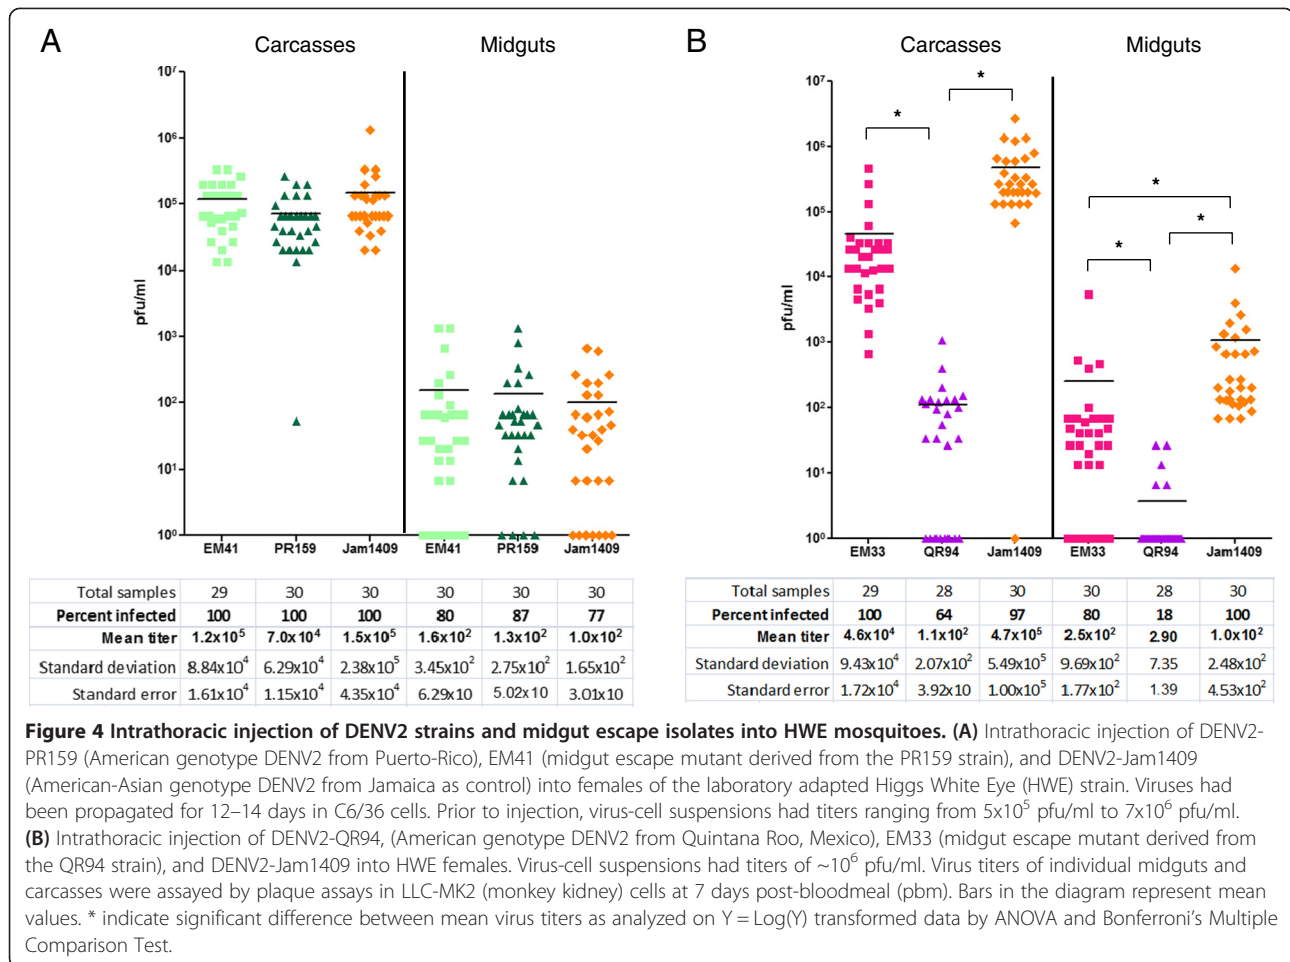 A
Carcasses Midguts
10⁷
10⁶
10⁵
10⁴
10³
10²
10¹
10⁰
pfu/ml
EM41 PR159 Jam1409 EM41 PR159 Jam1409
Total samples 29 30 30 30 30 30
Percent infected 100 100 100 80 87 77
Mean titer 1.2x10⁵ 7.0x10⁴ 1.5x10⁵ 1.6x10² 1.3x10² 1.0x10²
Standard deviation 8.84x10⁴ 6.29x10⁴ 2.38x10⁵ 3.45x10² 2.75x10² 1.65x10²
Standard error 1.61x10⁴ 1.15x10⁴ 4.35x10⁴ 6.29x10 5.02x10 3.01x10
B
Carcasses Midguts
10⁷
10⁶
10⁵
10⁴
10³
10²
10¹
10⁰
pfu/ml
* * * * *
EM33 QR94 Jam1409 EM33 QR94 Jam1409
Total samples 29 28 30 30 28 30
Percent infected 100 64 97 80 18 100
Mean titer 4.6x10⁴ 1.1x10² 4.7x10⁵ 2.5x10² 2.90 1.0x10²
Standard deviation 9.43x10⁴ 2.07x10² 5.49x10⁵ 9.69x10² 7.35 2.48x10²
Standard error 1.72x10⁴ 3.92x10 1.00x10⁵ 1.77x10² 1.39 4.53x10²
Figure 4 Intrathoracic injection of DENV2 strains and midgut escape isolates into HWE mosquitoes. (A) Intrathoracic injection of DENV2-
PR159 (American genotype DENV2 from Puerto-Rico), EM41 (midgut escape mutant derived from the PR159 strain), and DENV2-Jam1409
(American-Asian genotype DENV2 from Jamaica as control) into females of the laboratory adapted Higgs White Eye (HWE) strain. Viruses had
been propagated for 12–14 days in C6/36 cells. Prior to injection, virus-cell suspensions had titers ranging from 5x10⁵ pfu/ml to 7x10⁶ pfu/ml.
(B) Intrathoracic injection of DENV2-QR94, (American genotype DENV2 from Quintana Roo, Mexico), EM33 (midgut escape mutant derived from
the QR94 strain), and DENV2-Jam1409 into HWE females. Virus-cell suspensions had titers of ~10⁶ pfu/ml. Virus titers of individual midguts and
carcasses were assayed by plaque assays in LLC-MK2 (monkey kidney) cells at 7 days post-bloodmeal (pbm). Bars in the diagram represent mean
values. * indicate significant difference between mean virus titers as analyzed on Y = Log(Y) transformed data by ANOVA and Bonferroni's Multiple
Comparison Test.